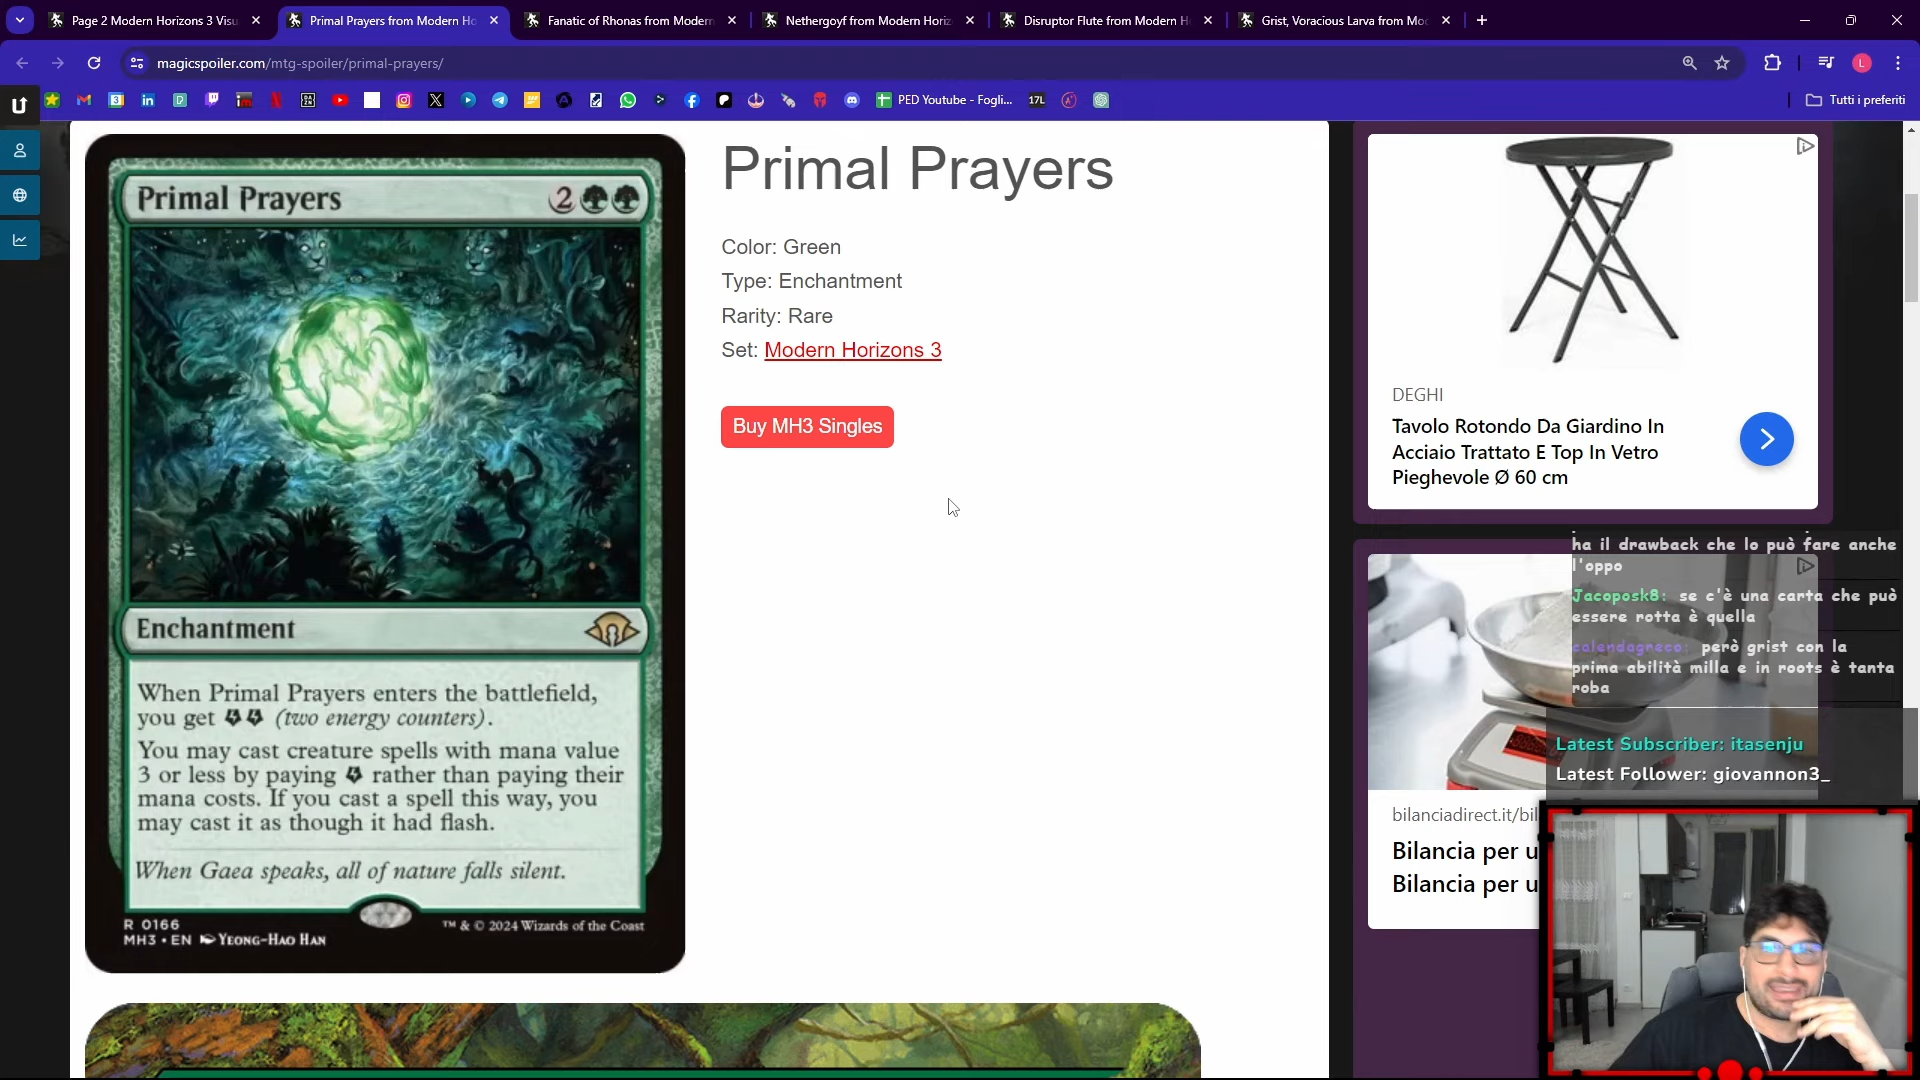 Page 2 Modern Horizons 3 Visu
Primal Prayers from Modern Ho
Fanatic of Rhonas from Modern
Nethergoyf from Modern Horiz
Disruptor Flute from Modern H
Grist, Voracious Larva from Mo
magicspoiler.com/mtg-spoiler/primal-prayers/
L
PED Youtube - Fogli...
17L
Tutti i preferiti
Primal Prayers
2
Enchantment
When Primal Prayers enters the battlefield,
you get (two energy counters).
You may cast creature spells with mana value
3 or less by paying rather than paying their
mana costs. If you cast a spell this way, you
may cast it as though it had flash.
When Gaea speaks, all of nature falls silent.
R 0166
MH3 • EN YEONG-HAO HAN
™ & © 2024 Wizards of the Coast
Primal Prayers
Color: Green
Type: Enchantment
Rarity: Rare
Set: Modern Horizons 3
Buy MH3 Singles
DEGHI
Tavolo Rotondo Da Giardino In
Acciaio Trattato E Top In Vetro
Pieghevole Ø 60 cm
ha il drawback che lo può fare anche
l'oppo
Jacoposk8: se c'è una carta che può
essere rotta è quella
calendagreco: però grist con la
prima abilità milla e in roots è tanta
roba
Latest Subscriber: itasenju
Latest Follower: giovannon3_
bilanciadirect.it/bil
Bilancia per u
Bilancia per u